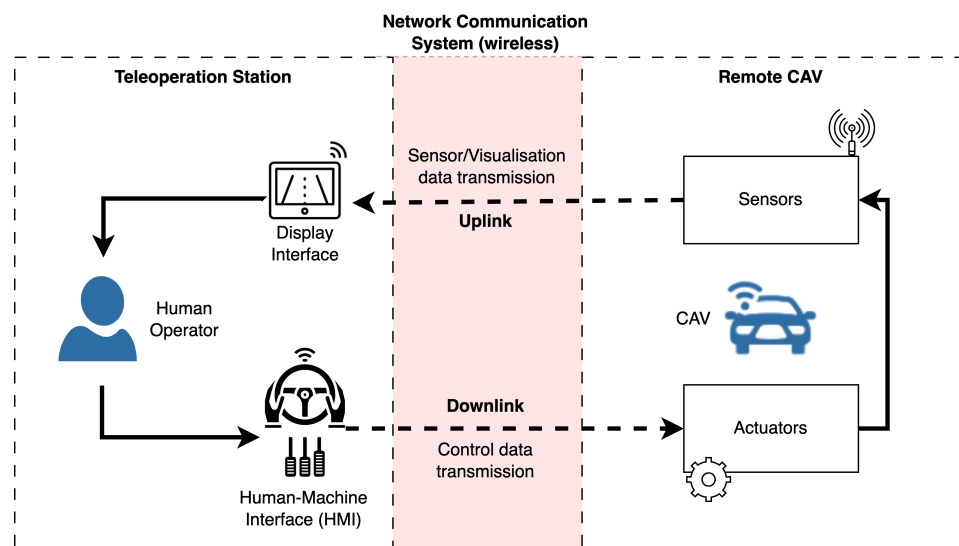 Network Communication
System (wireless)
Teleoperation Station
Remote CAV
Sensor/Visualisation
data transmission
Uplink
Sensors
Display
Interface
Human
Operator
CAV
Downlink
Control data
transmission
Actuators
Human-Machine
Interface (HMI)